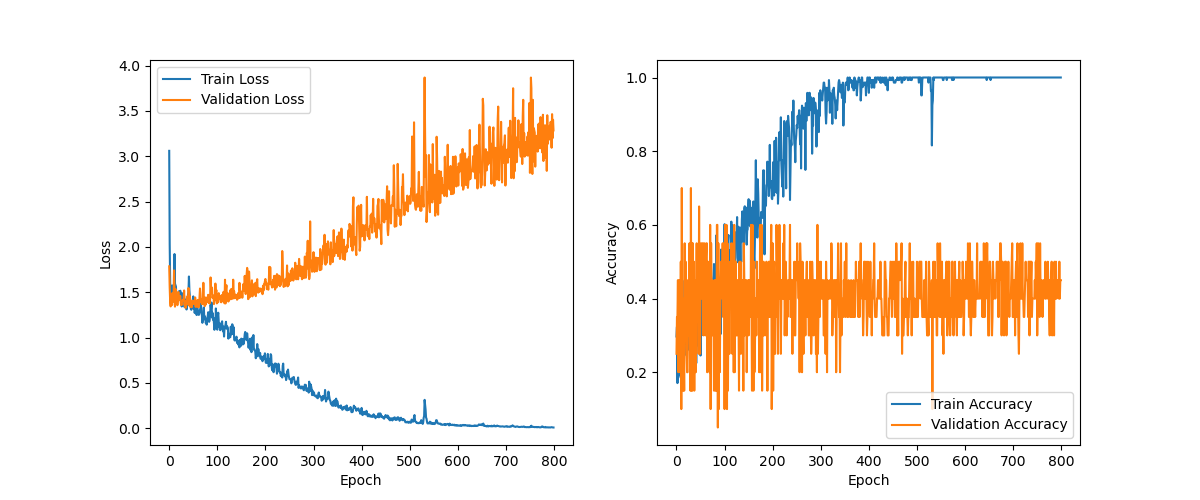 4.0
3.5
3.0
2.5
2.0
1.5
1.0
0.5
0.0
Loss
Train Loss
Validation Loss
0 100 200 300 400 500 600 700 800
Epoch
1.0
0.8
0.6
0.4
0.2
Accuracy
Train Accuracy
Validation Accuracy
0 100 200 300 400 500 600 700 800
Epoch